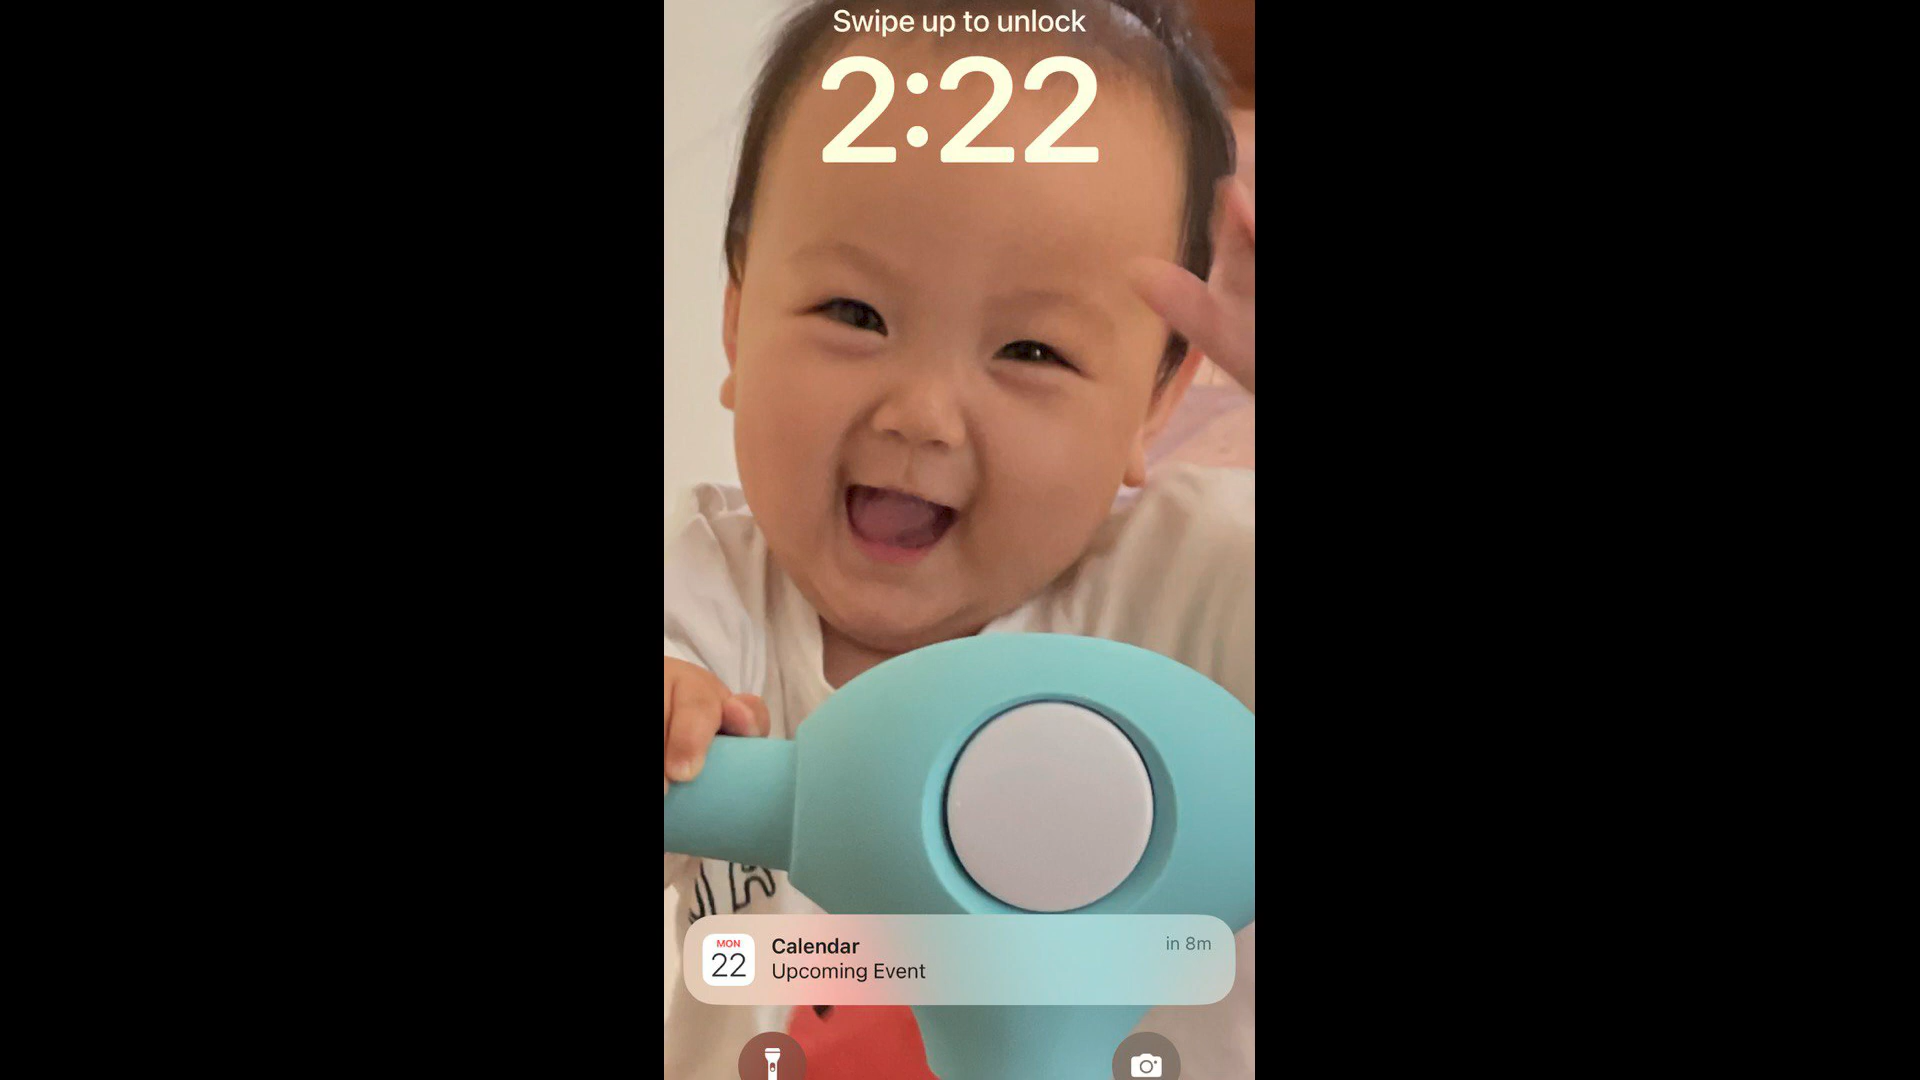 Swipe up to unlock
2:22
MON
22
Calendar
in 8m
Upcoming Event